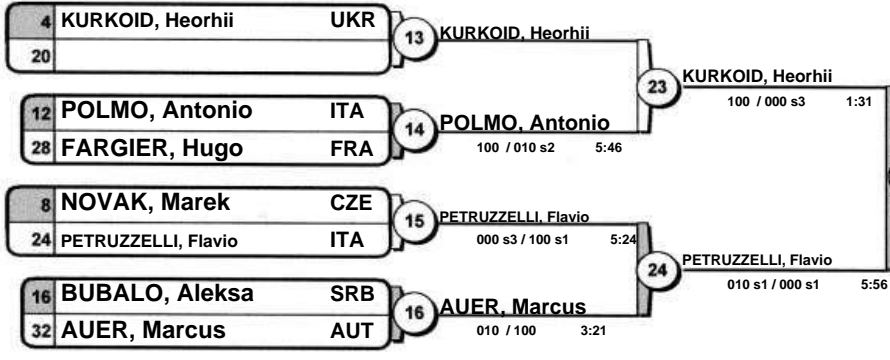 4 KURKOID, Heorhii UKR
20
13
KURKOID, Heorhii
12 POLMO, Antonio ITA
28 FARGIER, Hugo FRA
14
POLMO, Antonio
100 / 010 s2 5:46
23
KURKOID, Heorhii
100 / 000 s3 1:31
8 NOVAK, Marek CZE
24 PETRUZZELLI, Flavio ITA
15
PETRUZZELLI, Flavio
000 s3 / 100 s1 5:24
16 BUBALO, Aleksa SRB
32 AUER, Marcus AUT
16
AUER, Marcus
010 / 100 3:21
24
PETRUZZELLI, Flavio
010 s1 / 000 s1 5:56